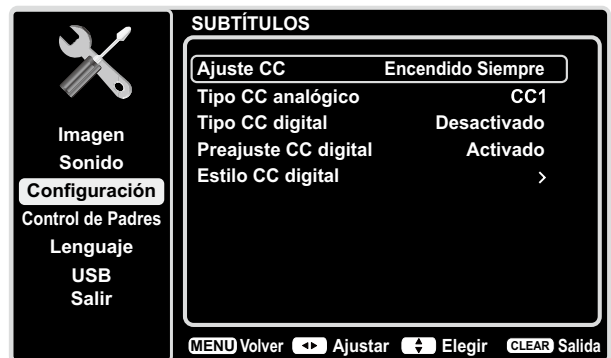 SUBTÍTULOS
Imagen
Sonido
Configuración
Control de Padres
Lenguaje
USB
Salir
Ajuste CC Encendido Siempre
Tipo CC analógico CC1
Tipo CC digital Desactivado
Preajuste CC digital Activado
Estilo CC digital >
MENU Volver Ajustar Elegir CLEAR Salida